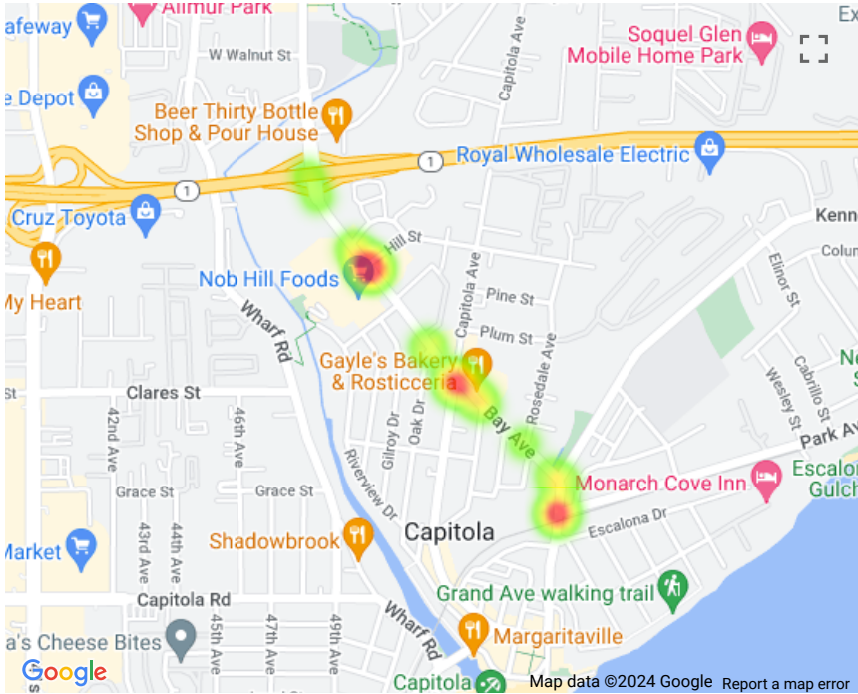 Allmur Park
afeway
W Walnut St
Capitola Ave
Soquel Glen
Mobile Home Park
Ex
e Depot
Beer Thirty Bottle
Shop & Pour House
1
Royal Wholesale Electric
1
Cruz Toyota
Kenn
Hill St
Colum
Elinor St
Nob Hill Foods
Capitola Ave
My Heart
Pine St
Wharf Rd
Plum St
Gayle's Bakery
& Rosticceria
Rosedale Ave
Ne
S
Cabrillo St
Wesley St
st
Clares St
Bay Ave
Oak Dr
Gilroy Dr
42nd Ave
46th Ave
Park Av
Riverview Dr
Monarch Cove Inn
Escalon
Gulch
Grace St
Grace St
Escalona Dr
Shadowbrook
Capitola
43rd Ave
44th Ave
Market
Grand Ave walking trail
Capitola Rd
Wharf Rd
45th Ave
47th Ave
49th Ave
Margaritaville
a's Cheese Bites
Google
Capitola
Map data ©2024 Google
Report a map error